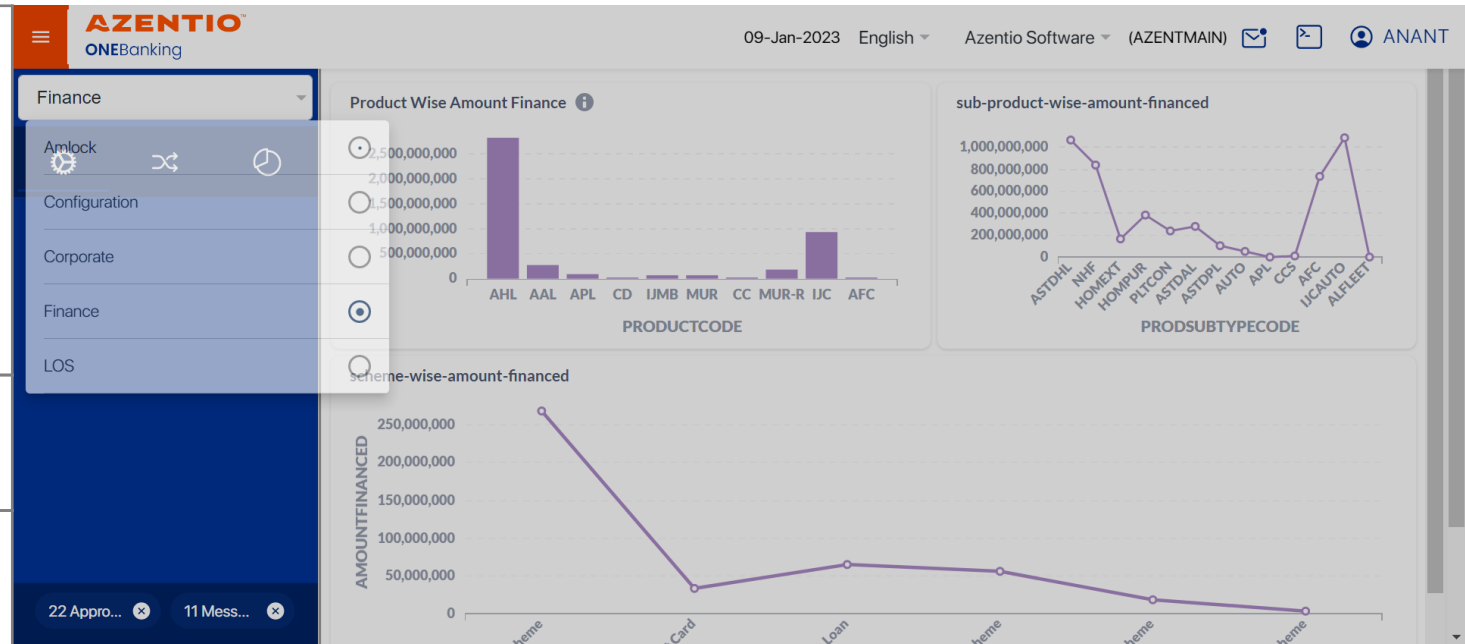 AZENTIO™
ONEBanking
09-Jan-2023 English Azentio Software (AZENTMAIN) ANANT
Finance
Amlock
Configuration
Corporate
Finance
LOS
22 Appro...
11 Mess...
Product Wise Amount Finance
2,500,000,000
2,000,000,000
1,500,000,000
1,000,000,000
500,000,000
0
AHL AAL APL CD IJMB MUR CC MUR-R IJC AFC
PRODUCTCODE
sub-product-wise-amount-financed
1,000,000,000
800,000,000
600,000,000
400,000,000
200,000,000
0
ASTDHL NHF HOMEXT HOMPUR PLTCON ASTDAL ASTDPL AUTO APL CCS AFC IJCAUTO ALFLEET
PRODSUBTYPECODE
scheme-wise-amount-financed
AMOUNTFINANCED
250,000,000
200,000,000
150,000,000
100,000,000
50,000,000
0
Card Loan